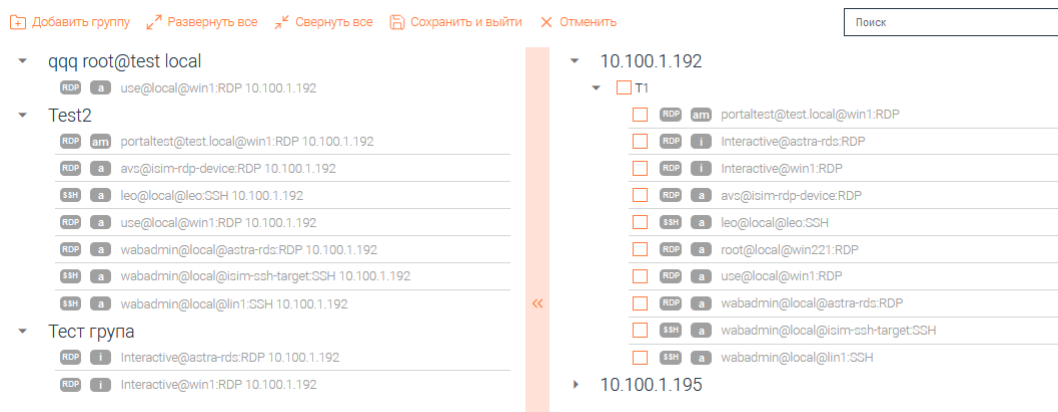 Добавить группу Развернуть все Свернуть все Сохранить и выйти Отменить Поиск
qqq root@test local
RDP a use@local@win1:RDP 10.100.1.192
Test2
RDP am portaltest@test.local@win1:RDP 10.100.1.192
RDP a avs@isim-rdp-device:RDP 10.100.1.192
SSH a leo@local@leo:SSH 10.100.1.192
RDP a use@local@win1:RDP 10.100.1.192
RDP a wabadmin@local@astra-rds:RDP 10.100.1.192
SSH a wabadmin@local@isim-ssh-target:SSH 10.100.1.192
SSH a wabadmin@local@lin1:SSH 10.100.1.192
Тест група
RDP i Interactive@astra-rds:RDP 10.100.1.192
RDP i Interactive@win1:RDP 10.100.1.192
«
10.100.1.192
T1
RDP am portaltest@test.local@win1:RDP
RDP i Interactive@astra-rds:RDP
RDP i Interactive@win1:RDP
RDP a avs@isim-rdp-device:RDP
SSH a leo@local@leo:SSH
RDP a root@local@win221:RDP
RDP a use@local@win1:RDP
RDP a wabadmin@local@astra-rds:RDP
SSH a wabadmin@local@isim-ssh-target:SSH
SSH a wabadmin@local@lin1:SSH
10.100.1.195